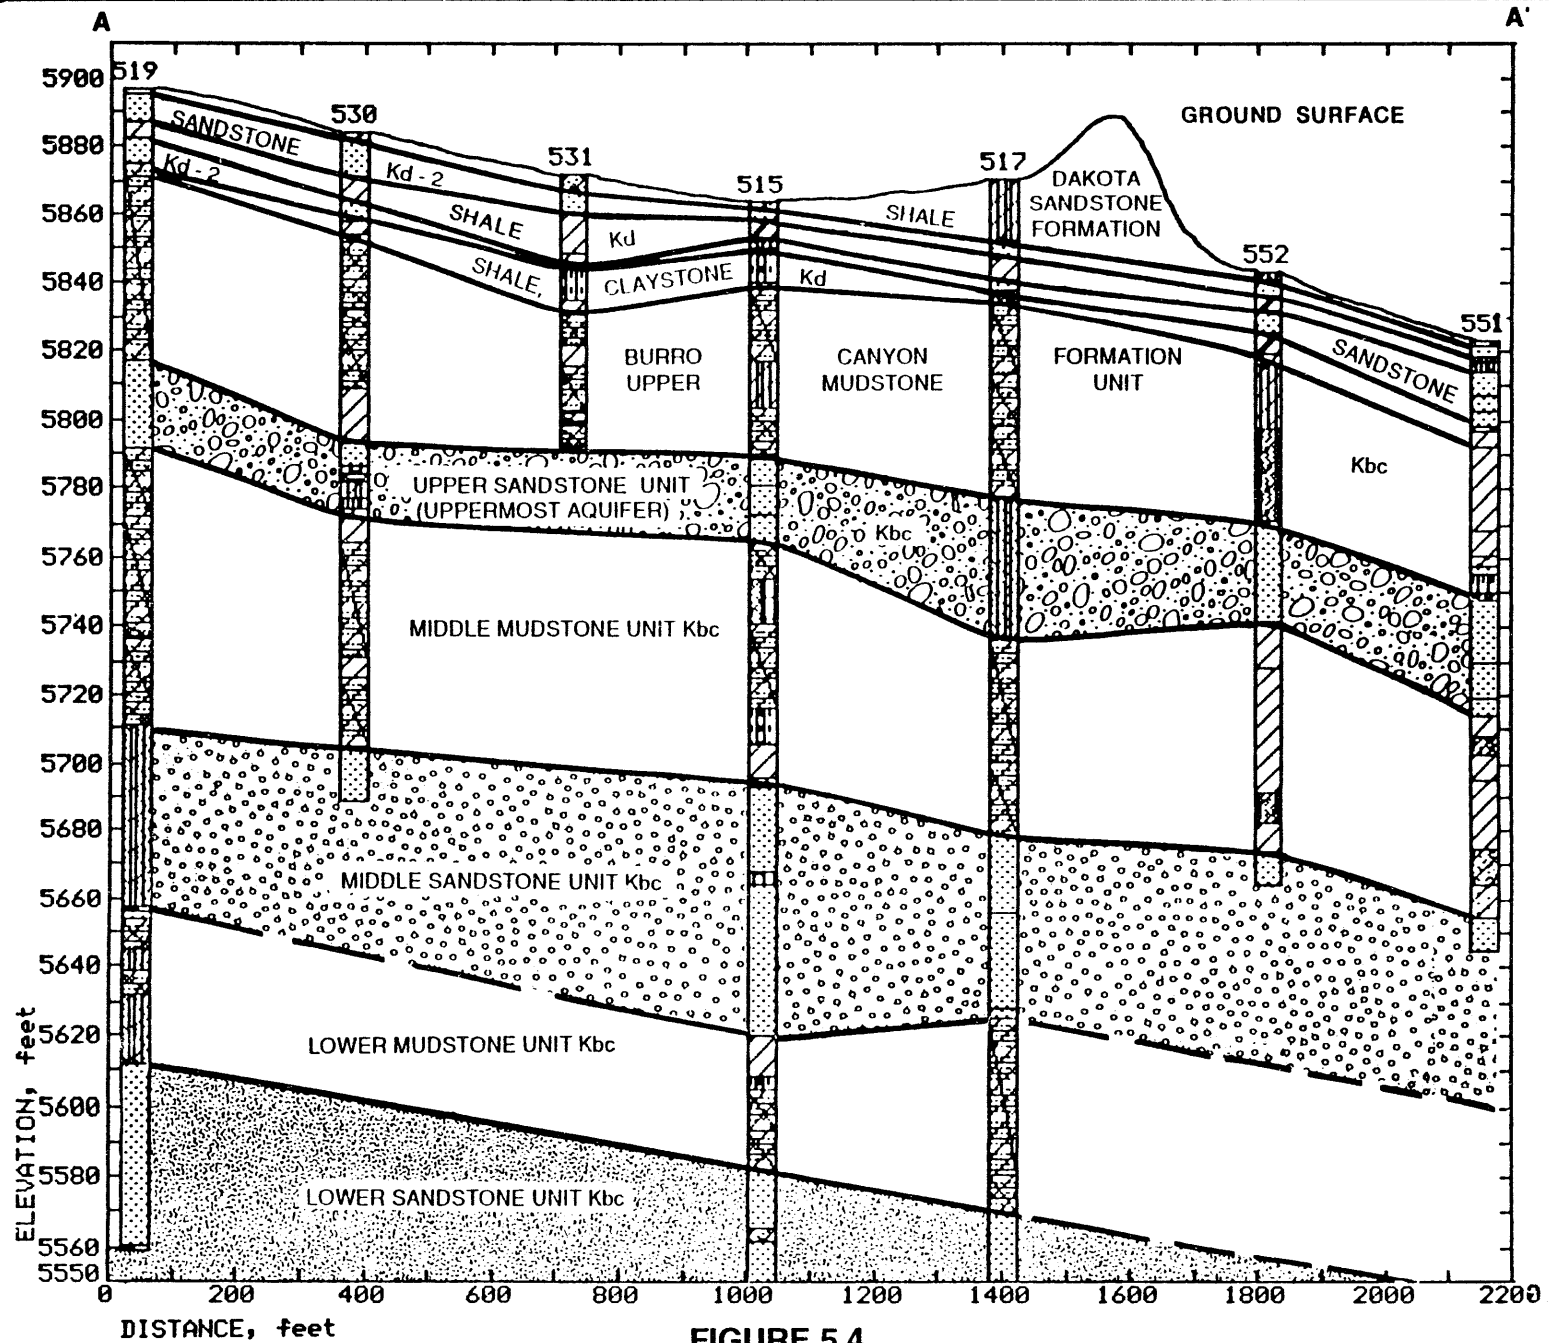 A
A'
5900
519
530
GROUND SURFACE
5880
SANDSTONE
531
517
Kd - 2
Kd - 2
515
DAKOTA
SANDSTONE
FORMATION
5860
SHALE
SHALE
Kd
552
5840
SHALE,
CLAYSTONE
Kd
551
5820
BURRO
UPPER
CANYON
MUDSTONE
FORMATION
UNIT
SANDSTONE
5800
Kbc
5780
UPPER SANDSTONE UNIT
(UPPERMOST AQUIFER)
Kbc
5760
5740
MIDDLE MUDSTONE UNIT Kbc
5720
5700
5680
MIDDLE SANDSTONE UNIT Kbc
5660
5640
5620
LOWER MUDSTONE UNIT Kbc
5600
5580
LOWER SANDSTONE UNIT Kbc
5560
5550
ELEVATION, feet
0 200 400 600 800 1000 1200 1400 1600 1800 2000 2200
DISTANCE, feet
FIGURE 5.4